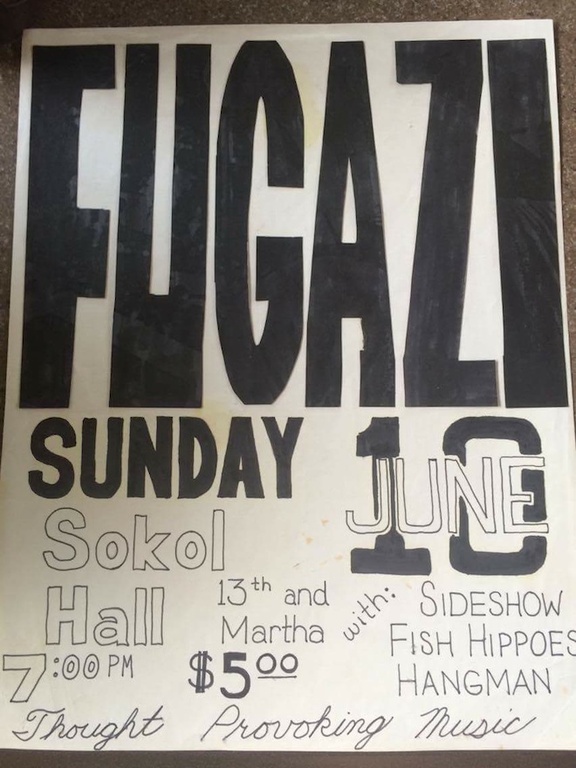 FUGAZI
SUNDAY
JUNE
10
Sokol
Hall
13th and
Martha
with:
SIDESHOW
FISH HIPPOES
HANGMAN
7:00 PM
$5.00
Thought Provoking Music